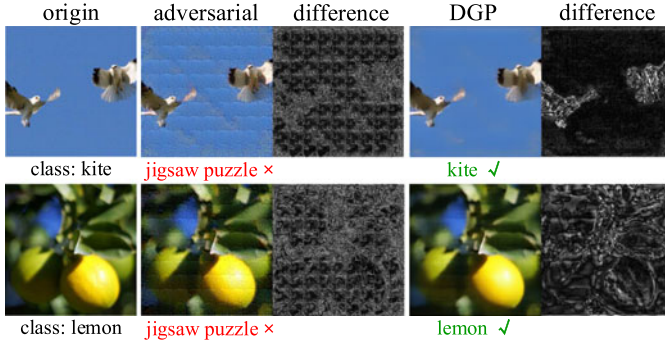 origin adversarial difference DGP difference
class: kite jigsaw puzzle × kite ✓
class: lemon jigsaw puzzle × lemon ✓